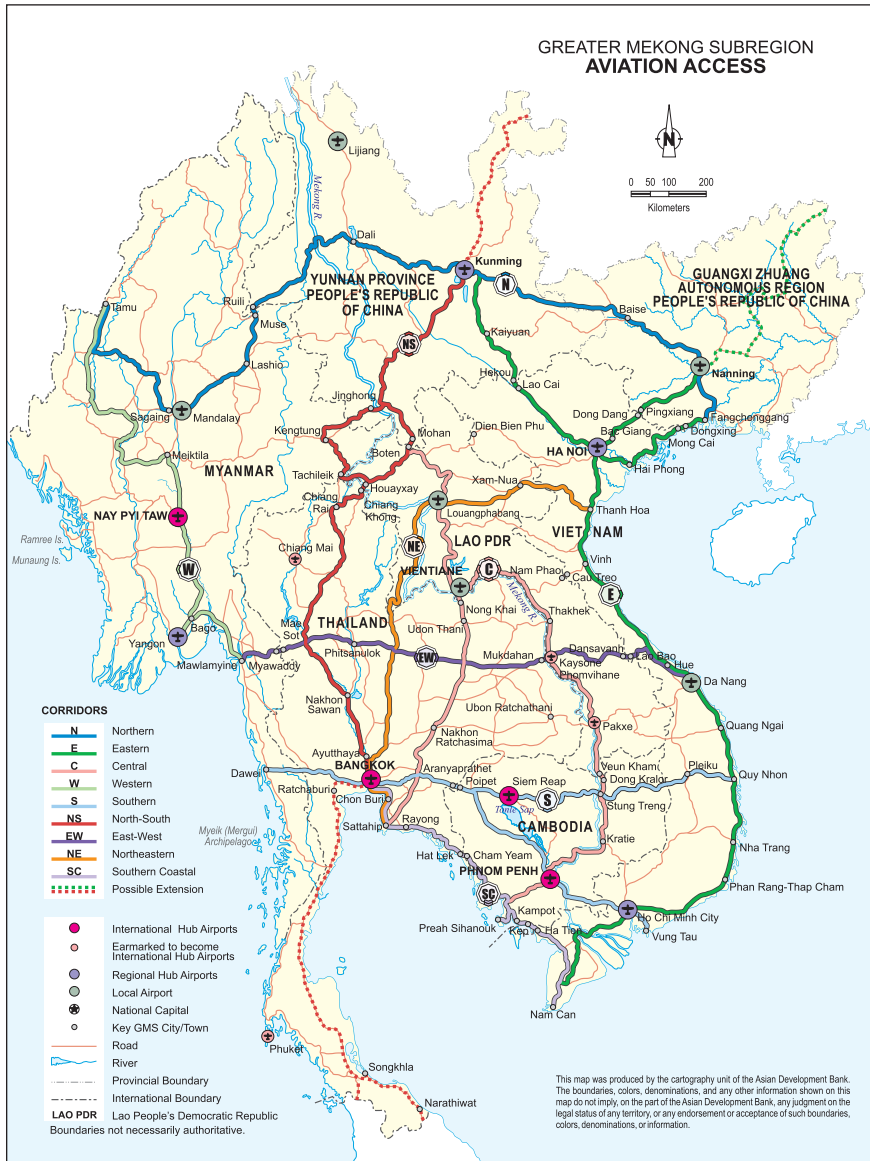 GREATER MEKONG SUBREGION
AVIATION ACCESS
N
0 50 100 200
Kilometers
Lijiang
Mekong R.
Dali
Kunming
N
YUNNAN PROVINCE
PEOPLE'S REPUBLIC
OF CHINA
GUANGXI ZHUANG
AUTONOMOUS REGION
PEOPLE'S REPUBLIC OF CHINA
Tamu
Ruili
Muse
Baise
Kaiyuan
NS
Lashio
Hekou
Lao Cai
Nanning
Jinghong
Sagaing
Mandalay
Dong Dang
Pingxiang
Fangchenggang
Dongxing
Mong Cai
Bac Giang
Kengtung
Mohan
Dien Bien Phu
HA NOI
Boten
Hai Phong
Meiktila
MYANMAR
Tachileik
Houayxay
Xam-Nua
Chiang
Rai
Chiang
Khong
Louangphabang
Thanh Hoa
NAY PYI TAW
Ramree Is.
Munaung Is.
Chiang Mai
NE
LAO PDR
VIET NAM
W
VIENTIANE
C
Nam Phao
Vinh
Cau Treo
Mekong R.
E
Nong Khai
Thakhek
Bago
Yangon
THAILAND
Udon Thani
Mae
Sot
Mawlamyine
Myawaddy
Phitsanulok
EW
Mukdahan
Kaysone
Phomvihane
Dansavanh
Lao Bao
Hue
Da Nang
Nakhon
Sawan
Ubon Ratchathani
Pakxe
Quang Ngai
Nakhon
Ratchasima
Ayutthaya
BANGKOK
Dawei
Ratchaburi
Chon Buri
Aranyaprathet
Poipet
Siem Reap
S
Tonle Sap
Veun Kham
Dong Kralor
Pleiku
Quy Nhon
Stung Treng
Myeik (Mergui)
Archipelago
Sattahip
Rayong
CAMBODIA
Kratie
Nha Trang
Hat Lek
Cham Yeam
PHNOM PENH
Phan Rang-Thap Cham
SC
Kampot
Preah Sihanouk
Kep
Ha Tien
Ho Chi Minh City
Vung Tau
Nam Can
Phuket
Songkhla
Narathiwat
CORRIDORS
N Northern
E Eastern
C Central
W Western
S Southern
NS North-South
EW East-West
NE Northeastern
SC Southern Coastal
Possible Extension
International Hub Airports
Earmarked to become
International Hub Airports
Regional Hub Airports
Local Airport
National Capital
Key GMS City/Town
Road
River
Provincial Boundary
International Boundary
LAO PDR Lao People's Democratic Republic
Boundaries not necessarily authoritative.
This map was produced by the cartography unit of the Asian Development Bank.
The boundaries, colors, denominations, and any other information shown on this
map do not imply, on the part of the Asian Development Bank, any judgment on the
legal status of any territory, or any endorsement or acceptance of such boundaries,
colors, denominations, or information.